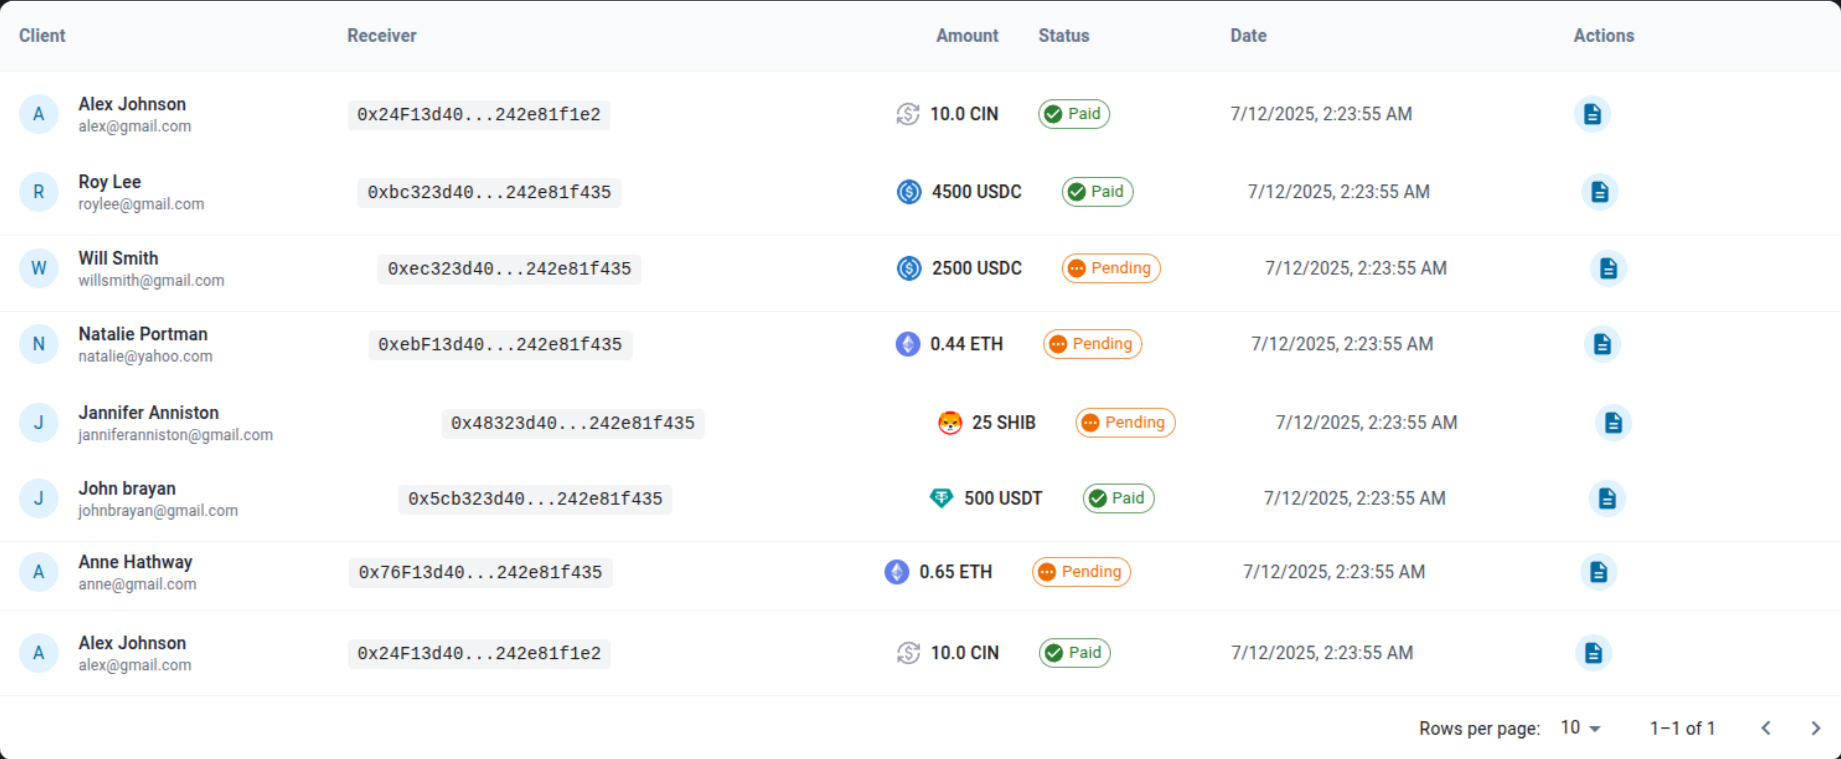 Client Receiver Amount Status Date Actions
A Alex Johnson 0x24F13d40...242e81f1e2 10.0 CIN Paid 7/12/2025, 2:23:55 AM
alex@gmail.com
R Roy Lee 0xbc323d40...242e81f435 4500 USDC Paid 7/12/2025, 2:23:55 AM
roylee@gmail.com
W Will Smith 0xec323d40...242e81f435 2500 USDC Pending 7/12/2025, 2:23:55 AM
willsmith@gmail.com
N Natalie Portman 0xebF13d40...242e81f435 0.44 ETH Pending 7/12/2025, 2:23:55 AM
natalie@yahoo.com
J Jannifer Anniston 0x48323d40...242e81f435 25 SHIB Pending 7/12/2025, 2:23:55 AM
janniferanniston@gmail.com
J John brayan 0x5cb323d40...242e81f435 500 USDT Paid 7/12/2025, 2:23:55 AM
johnbrayan@gmail.com
A Anne Hathway 0x76F13d40...242e81f435 0.65 ETH Pending 7/12/2025, 2:23:55 AM
anne@gmail.com
A Alex Johnson 0x24F13d40...242e81f1e2 10.0 CIN Paid 7/12/2025, 2:23:55 AM
alex@gmail.com
Rows per page: 10 1–1 of 1